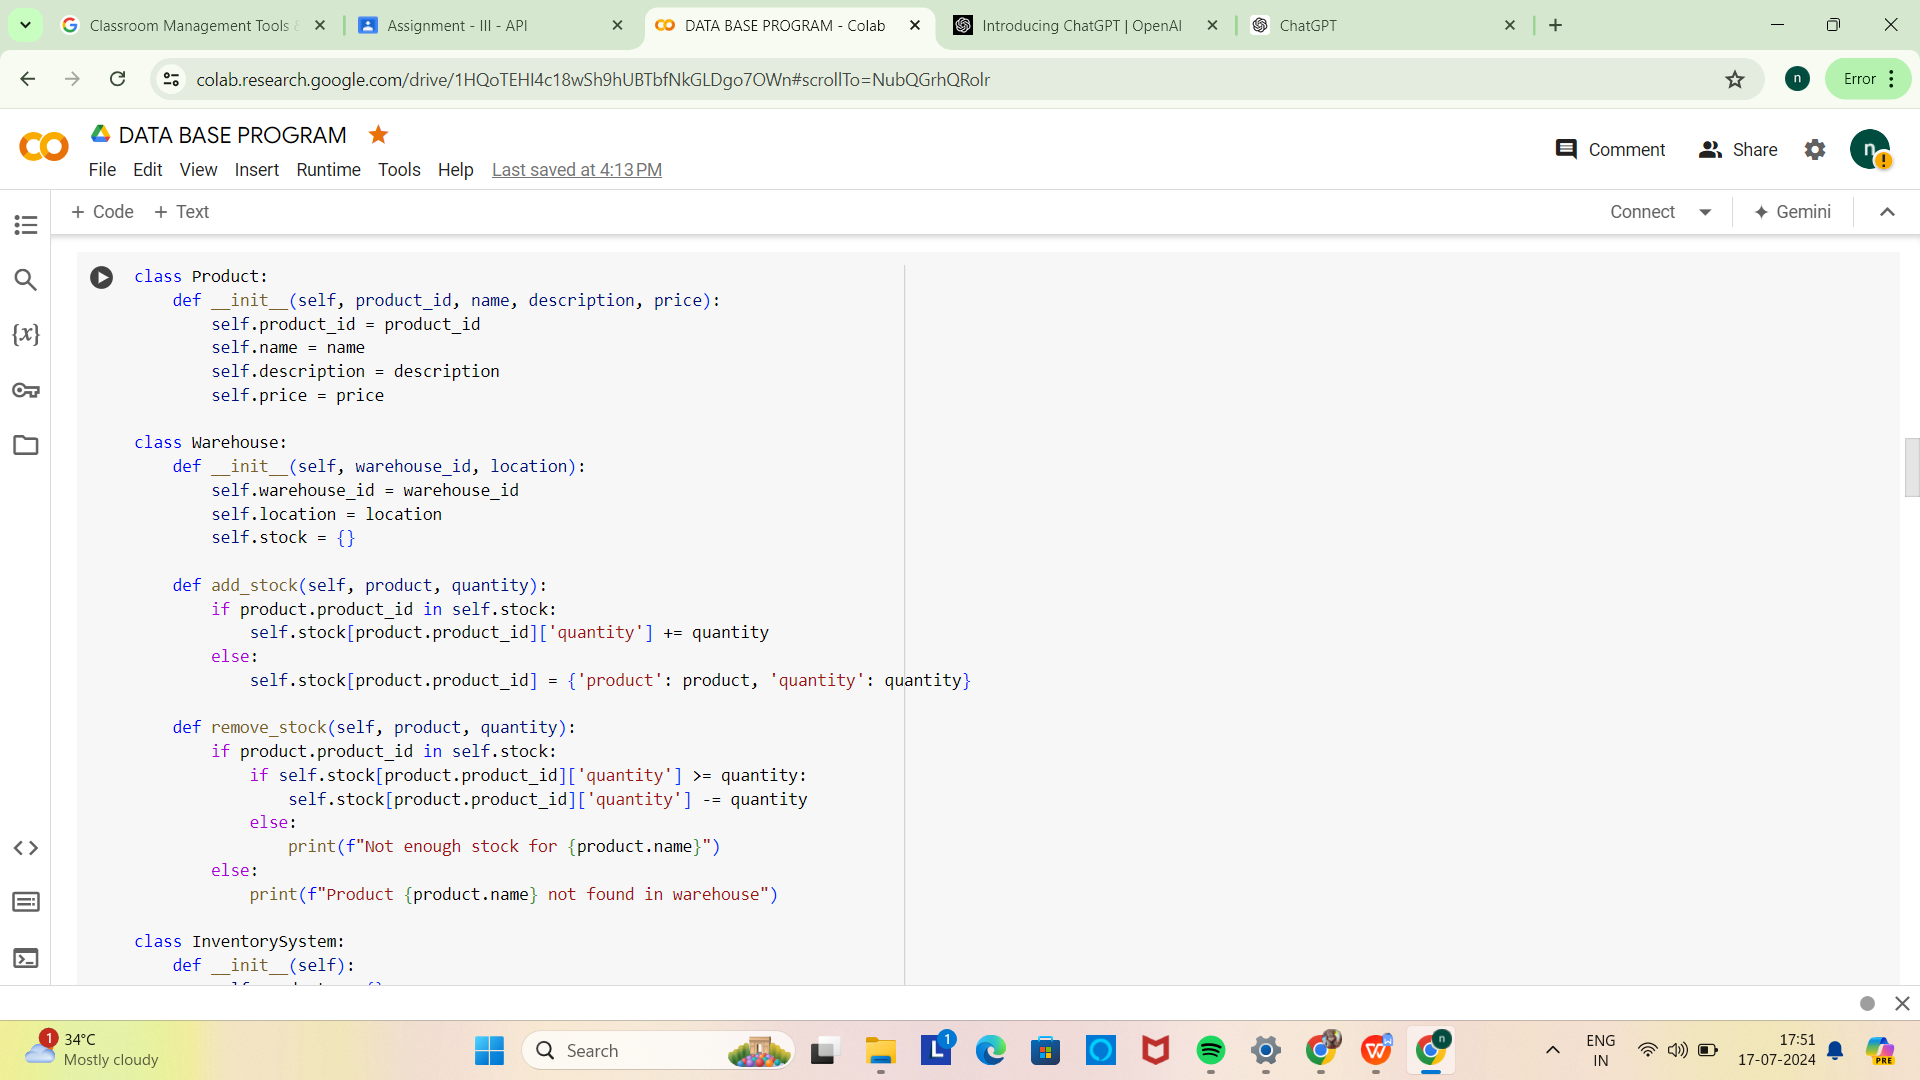 Classroom Management Tools &
Assignment - III - API
DATA BASE PROGRAM - Colab
Introducing ChatGPT | OpenAI
ChatGPT
colab.research.google.com/drive/1HQoTEHI4c18wSh9hUBTbfNkGLDgo7OWn#scrollTo=NubQGrhQRolr
n
Error
DATA BASE PROGRAM
File Edit View Insert Runtime Tools Help Last saved at 4:13 PM
Comment
Share
n
+ Code + Text
Connect
Gemini
class Product:
    def __init__(self, product_id, name, description, price):
        self.product_id = product_id
        self.name = name
        self.description = description
        self.price = price
class Warehouse:
    def __init__(self, warehouse_id, location):
        self.warehouse_id = warehouse_id
        self.location = location
        self.stock = {}
    def add_stock(self, product, quantity):
        if product.product_id in self.stock:
            self.stock[product.product_id]['quantity'] += quantity
        else:
            self.stock[product.product_id] = {'product': product, 'quantity': quantity}
    def remove_stock(self, product, quantity):
        if product.product_id in self.stock:
            if self.stock[product.product_id]['quantity'] >= quantity:
                self.stock[product.product_id]['quantity'] -= quantity
            else:
                print(f"Not enough stock for {product.name}")
        else:
            print(f"Product {product.name} not found in warehouse")
class InventorySystem:
    def __init__(self):
1
34°C
Mostly cloudy
Search
L
1
n
ENG
IN
17:51
17-07-2024
PRE